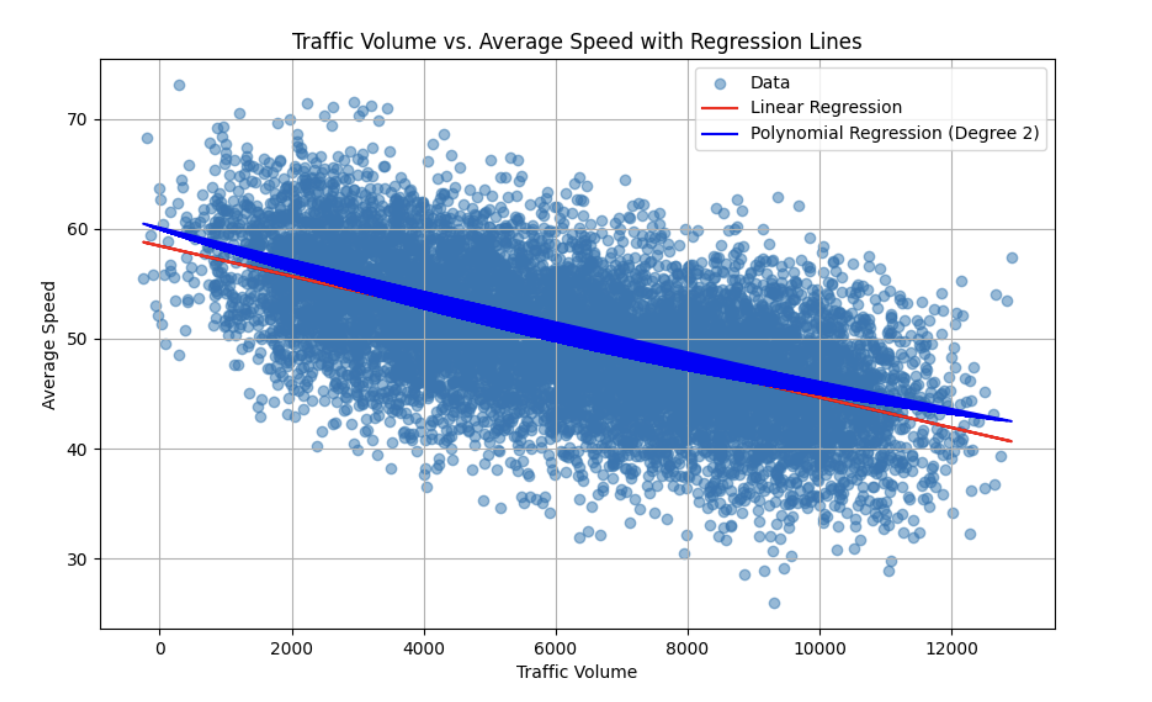 Traffic Volume vs. Average Speed with Regression Lines
Data
Linear Regression
Polynomial Regression (Degree 2)
70
60
50
40
30
Average Speed
0 2000 4000 6000 8000 10000 12000
Traffic Volume